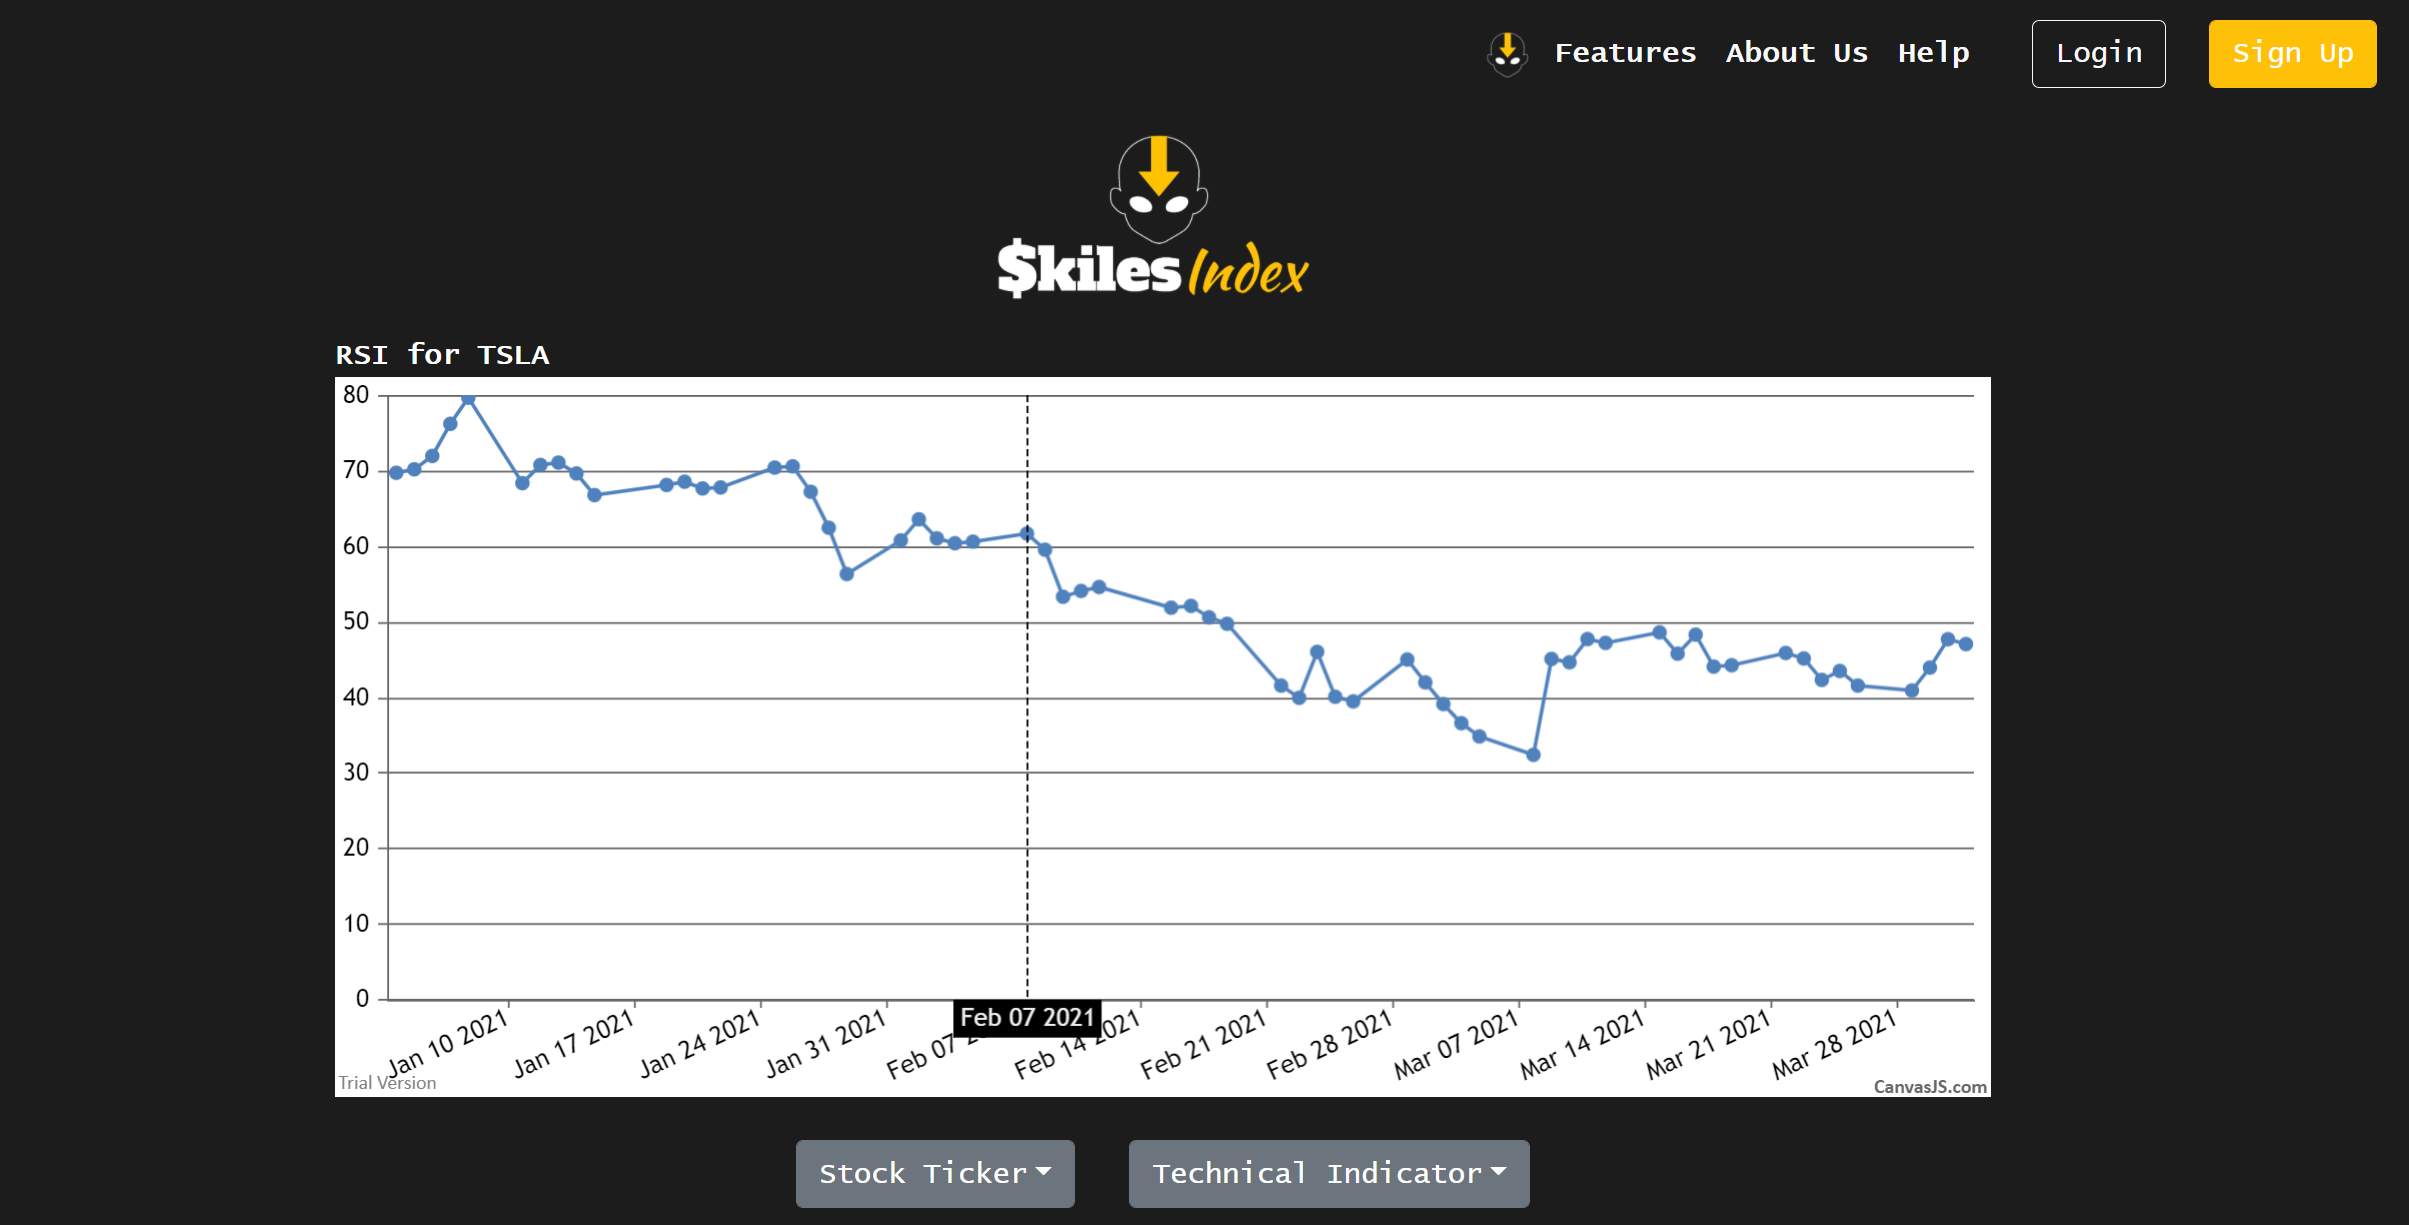 Features About Us Help Login Sign Up
$kiles Index
RSI for TSLA
80
70
60
50
40
30
20
10
0
Jan 10 2021 Jan 17 2021 Jan 24 2021 Jan 31 2021 Feb 07 Feb 07 2021 Feb 14 2021 Feb 21 2021 Feb 28 2021 Mar 07 2021 Mar 14 2021 Mar 21 2021 Mar 28 2021
Trial Version CanvasJS.com
Stock Ticker Technical Indicator